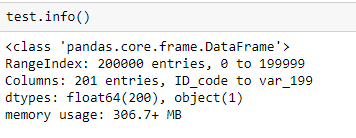 test.info()
<class 'pandas.core.frame.DataFrame'>
RangeIndex: 200000 entries, 0 to 199999
Columns: 201 entries, ID_code to var_199
dtypes: float64(200), object(1)
memory usage: 306.7+ MB